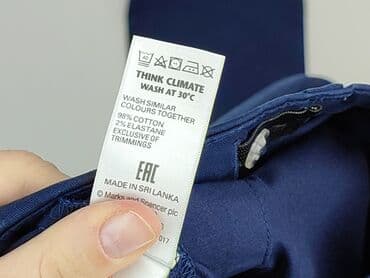 THINK CLIMATE
WASH AT 30°C
WASH SIMILAR
COLOURS TOGETHER
98% COTTON
2% ELASTANE
EXCLUSIVE OF
TRIMMINGS
EAC
MADE IN SRI LANKA
© Marks and Spencer plc
2017